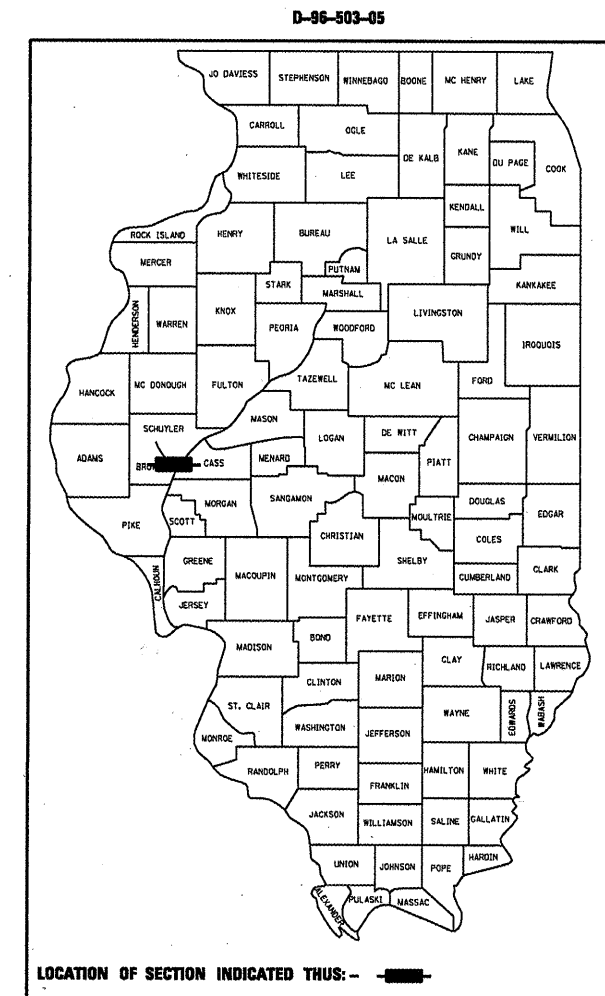 D-96-503-05
JO DAVIESS
STEPHENSON
WINNEBAGO
BOONE
MC HENRY
LAKE
CARROLL
OGLE
DE KALB
KANE
DU PAGE
COOK
WHITESIDE
LEE
KENDALL
ROCK ISLAND
HENRY
BUREAU
LA SALLE
WILL
MERCER
PUTNAM
GRUNDY
STARK
MARSHALL
KANKAKEE
HENDERSON
WARREN
KNOX
PEORIA
WOODFORD
LIVINGSTON
IROQUOIS
HANCOCK
MC DONOUGH
FULTON
TAZEWELL
MC LEAN
FORD
MASON
SCHUYLER
LOGAN
DE WITT
CHAMPAIGN
VERMILION
ADAMS
BRO
CASS
MENARD
PIATT
MACON
PIKE
SCOTT
MORGAN
SANGAMON
MOULTRIE
DOUGLAS
EDGAR
CHRISTIAN
COLES
GREENE
MACOUPIN
MONTGOMERY
SHELBY
CUMBERLAND
CLARK
CALHOUN
JERSEY
FAYETTE
EFFINGHAM
JASPER
CRAWFORD
MADISON
BOND
CLAY
RICHLAND
LAWRENCE
CLINTON
MARION
ST. CLAIR
WAYNE
EDWARDS
WABASH
MONROE
WASHINGTON
JEFFERSON
RANDOLPH
PERRY
HAMILTON
WHITE
FRANKLIN
JACKSON
WILLIAMSON
SALINE
GALLATIN
UNION
JOHNSON
POPE
HARDIN
ALEXANDER
PULASKI
MASSAC
LOCATION OF SECTION INDICATED THUS:-